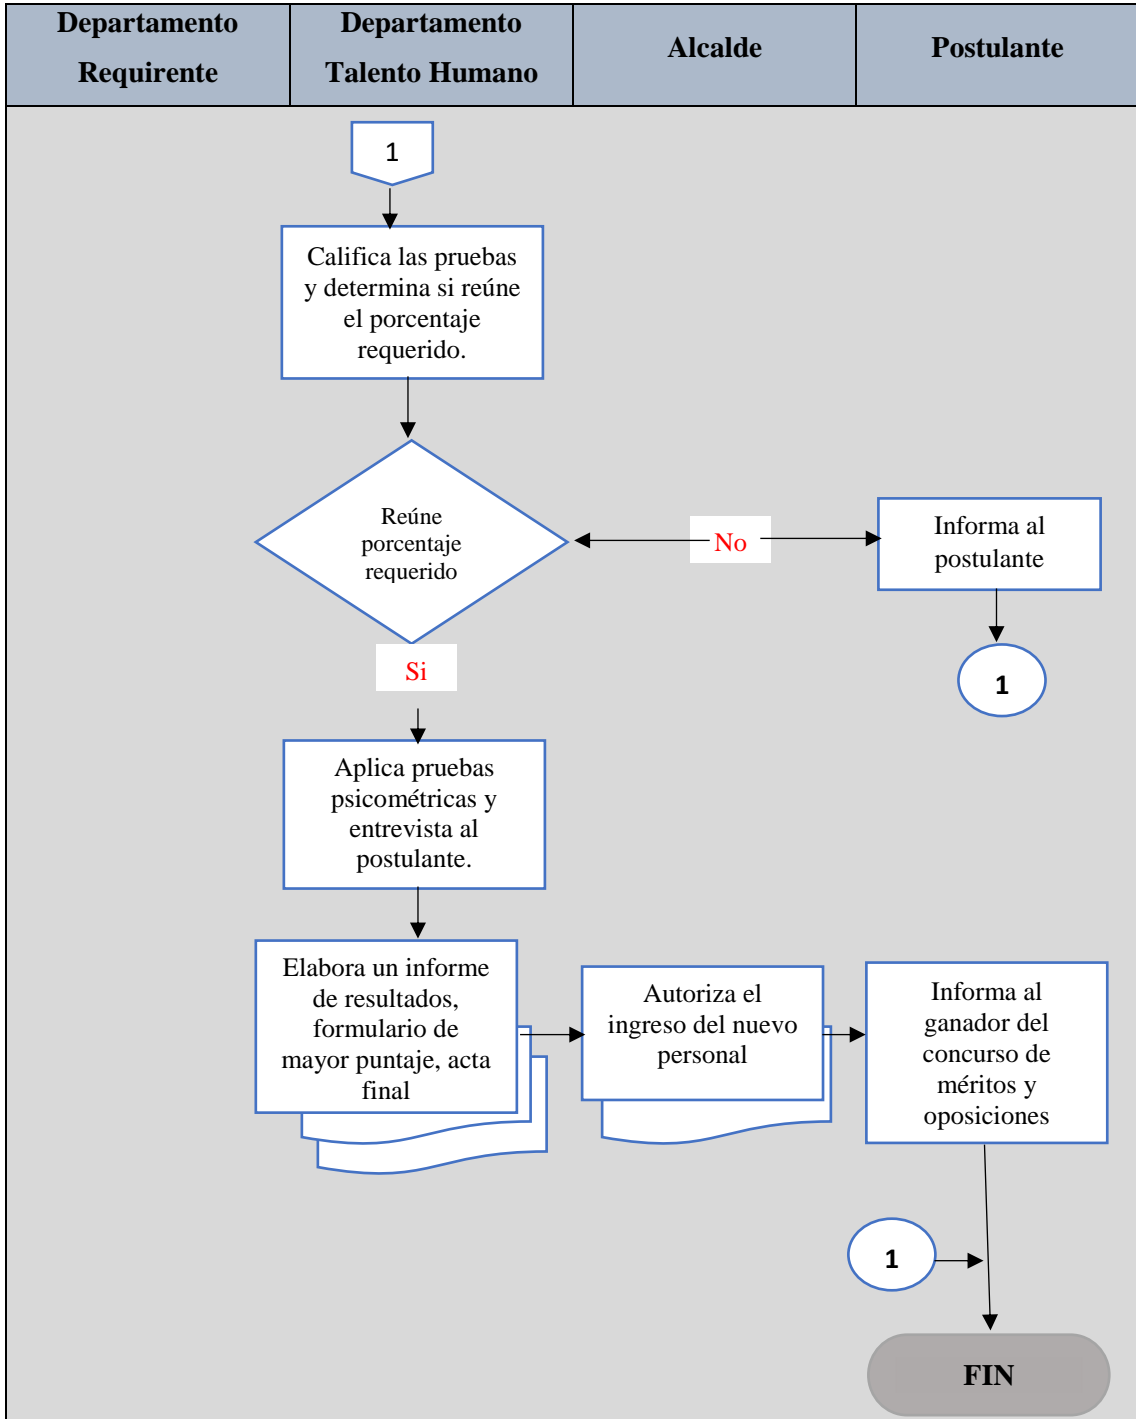 Departamento
Requirente
Departamento
Talento Humano
Alcalde
Postulante
1
Califica las pruebas
y determina si reúne
el porcentaje
requerido.
Reúne
porcentaje
requerido
No
Informa al
postulante
Si
1
Aplica pruebas
psicométricas y
entrevista al
postulante.
Elabora un informe
de resultados,
formulario de
mayor puntaje, acta
final
Autoriza el
ingreso del nuevo
personal
Informa al
ganador del
concurso de
méritos y
oposiciones
1
FIN